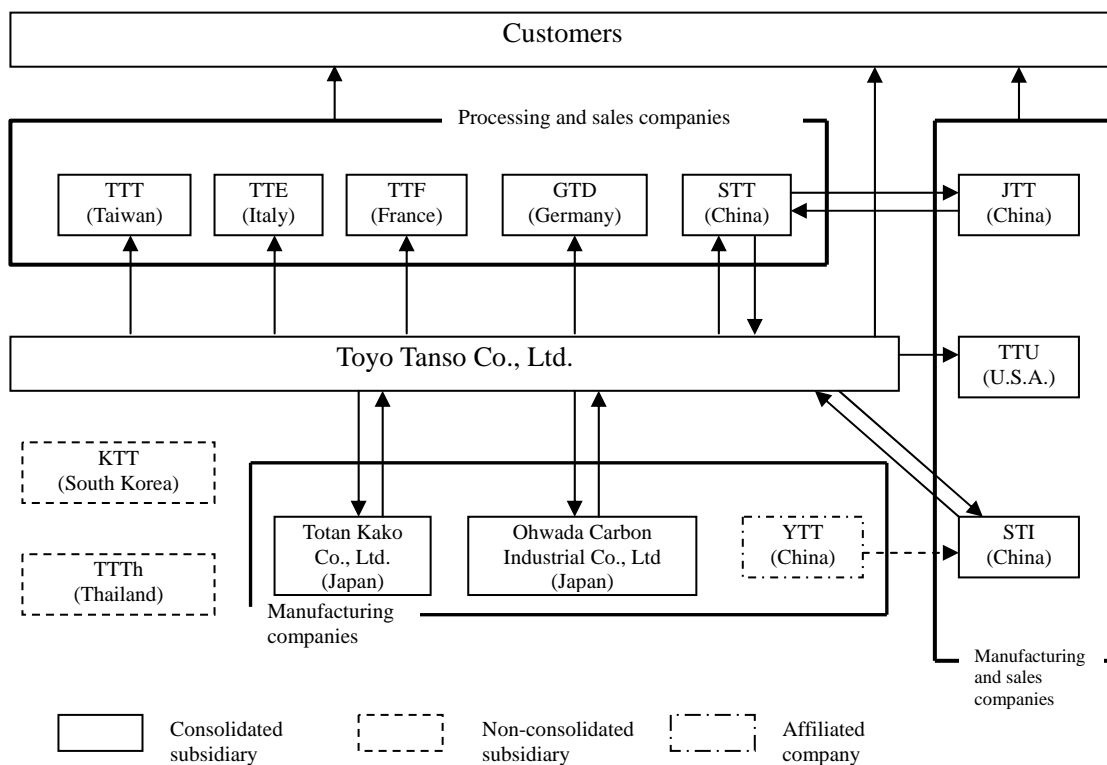 Customers
Processing and sales companies
TTT
(Taiwan)
TTE
(Italy)
TTF
(France)
GTD
(Germany)
STT
(China)
JTT
(China)
Toyo Tanso Co., Ltd.
TTU
(U.S.A.)
KTT
(South Korea)
TTTh
(Thailand)
Totan Kako
Co., Ltd.
(Japan)
Ohwada Carbon
Industrial Co., Ltd
(Japan)
YTT
(China)
STI
(China)
Manufacturing
companies
Manufacturing
and sales
companies
Consolidated
subsidiary
Non-consolidated
subsidiary
Affiliated
company